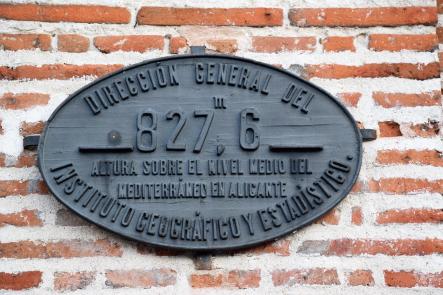 DIRECCIÓN GENERAL DEL
827,6 m
ALTURA SOBRE EL NIVEL MEDIO DEL
MEDITERRÁNEO EN ALICANTE
INSTITUTO GEOGRÁFICO Y ESTADÍSTICO.